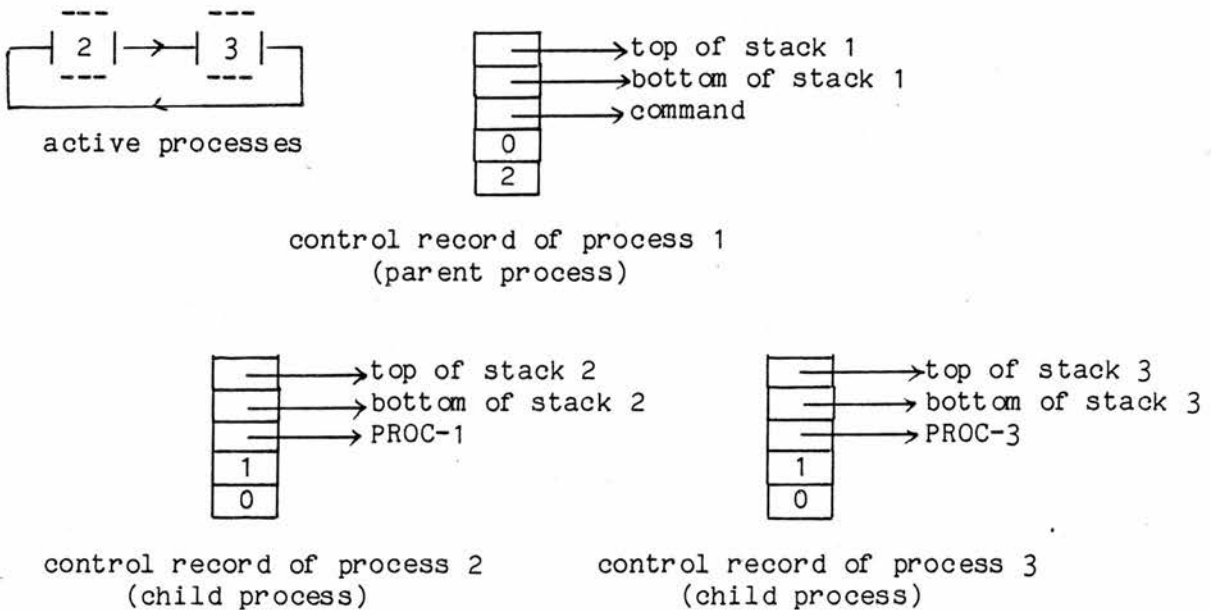 2 3
active processes
top of stack 1
bottom of stack 1
command
0
2
control record of process 1
(parent process)
top of stack 2
bottom of stack 2
PROC-1
1
0
control record of process 2
(child process)
top of stack 3
bottom of stack 3
PROC-3
1
0
control record of process 3
(child process)